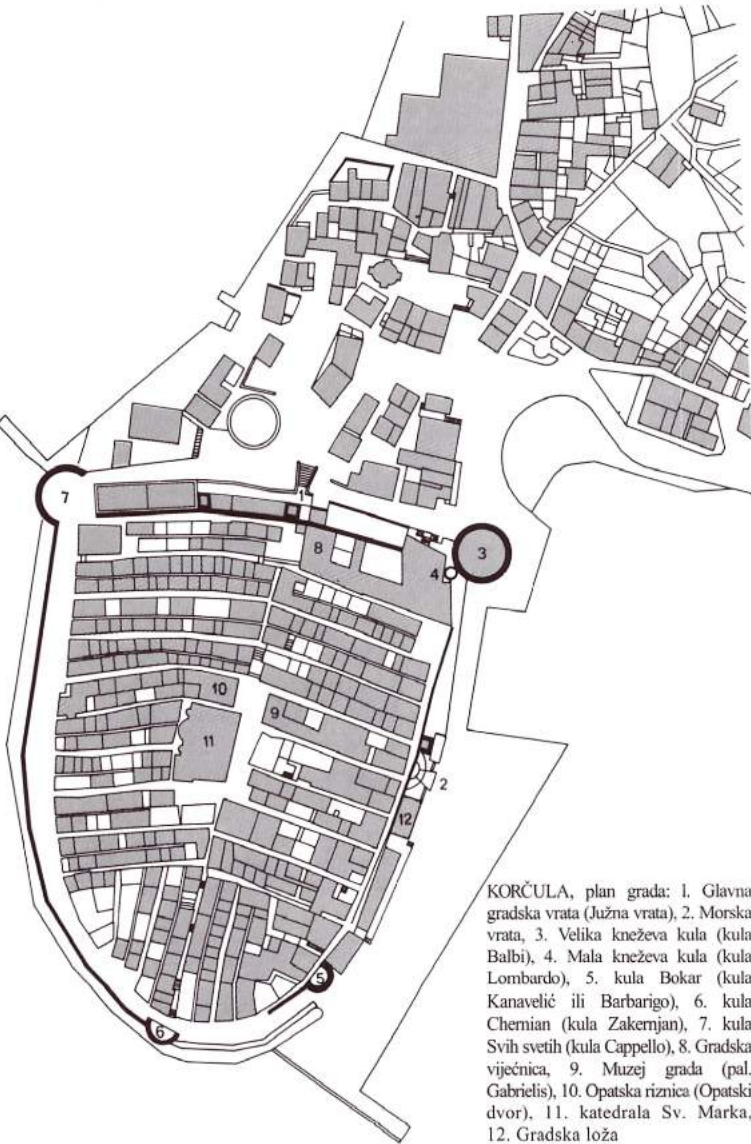 1
7
3
8
4
10
9
11
2
12
5
6
KORČULA, plan grada: 1. Glavna
gradska vrata (Južna vrata), 2. Morska
vrata, 3. Velika kneževa kula (kula
Balbi), 4. Mala kneževa kula (kula
Lombardo), 5. kula Bokar (kula
Kanavelić ili Barbarigo), 6. kula
Chemian (kula Zakernjan), 7. kula
Svih svetih (kula Cappello), 8. Gradska
vijećnica, 9. Muzej grada (pal.
Gabrielis), 10. Opatska riznica (Opatski
dvor), 11. katedrala Sv. Marka,
12. Gradska loža